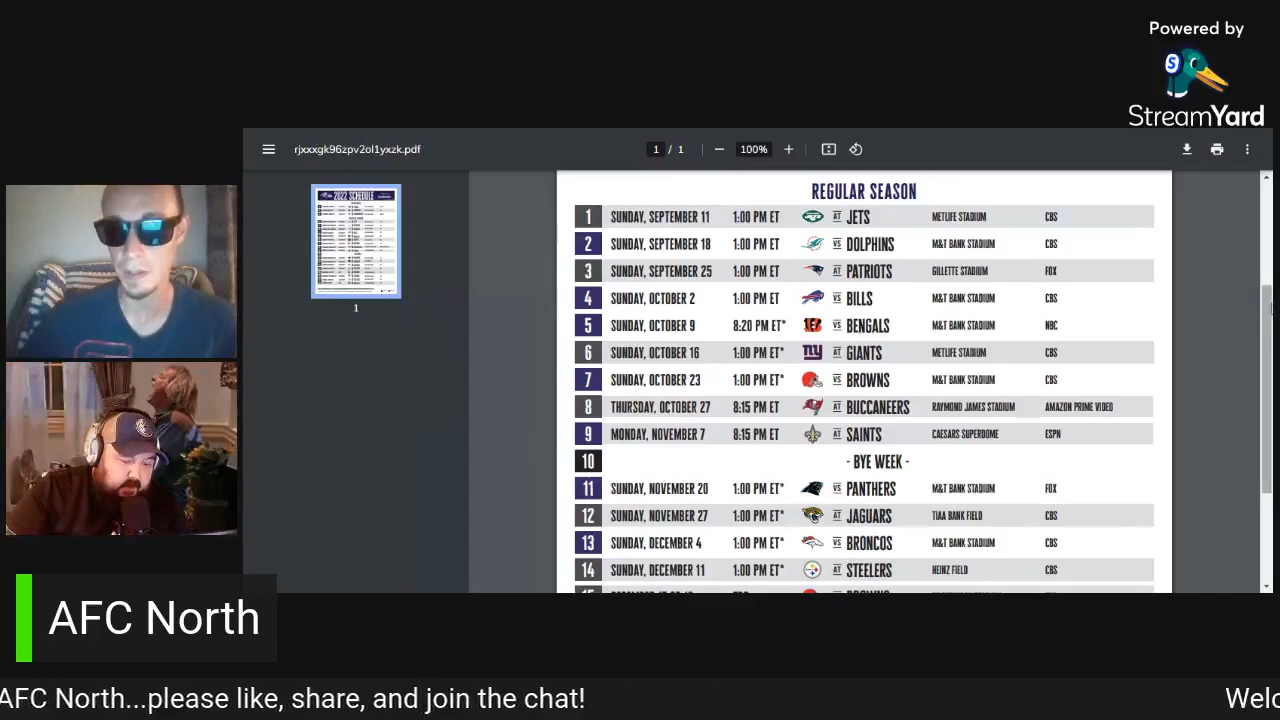 Powered by
StreamYard
rjxxxgk96zpv2ol1yxzk.pdf
1 / 1
100%
1
REGULAR SEASON
1 SUNDAY, SEPTEMBER 11 1:00 PM ET AT JETS METLIFE STADIUM CBS
2 SUNDAY, SEPTEMBER 18 1:00 PM ET VS DOLPHINS M&T BANK STADIUM CBS
3 SUNDAY, SEPTEMBER 25 1:00 PM ET AT PATRIOTS GILLETTE STADIUM FOX
4 SUNDAY, OCTOBER 2 1:00 PM ET VS BILLS M&T BANK STADIUM CBS
5 SUNDAY, OCTOBER 9 8:20 PM ET* VS BENGALS M&T BANK STADIUM NBC
6 SUNDAY, OCTOBER 16 1:00 PM ET* AT GIANTS METLIFE STADIUM CBS
7 SUNDAY, OCTOBER 23 1:00 PM ET* VS BROWNS M&T BANK STADIUM CBS
8 THURSDAY, OCTOBER 27 8:15 PM ET AT BUCCANEERS RAYMOND JAMES STADIUM AMAZON PRIME VIDEO
9 MONDAY, NOVEMBER 7 8:15 PM ET AT SAINTS CAESARS SUPERDOME ESPN
10 - BYE WEEK -
11 SUNDAY, NOVEMBER 20 1:00 PM ET* VS PANTHERS M&T BANK STADIUM FOX
12 SUNDAY, NOVEMBER 27 1:00 PM ET* AT JAGUARS TIAA BANK FIELD CBS
13 SUNDAY, DECEMBER 4 1:00 PM ET* VS BRONCOS M&T BANK STADIUM CBS
14 SUNDAY, DECEMBER 11 1:00 PM ET* AT STEELERS HEINZ FIELD CBS
2022 SCHEDULE
AFC North
AFC North...please like, share, and join the chat!
Welc